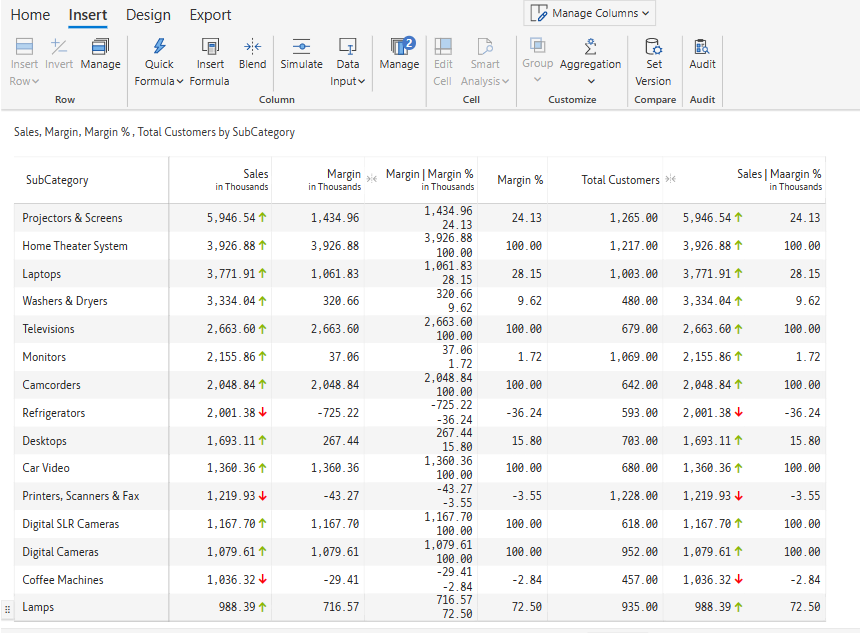 Home Insert Design Export
Manage Columns
Insert Row Invert Manage
Row
Quick Formula Insert Formula Blend Simulate Data Input Manage 2
Column
Edit Cell Smart Analysis
Cell
Group Aggregation
Customize
Set Version
Compare
Audit
Audit
Sales, Margin, Margin % , Total Customers by SubCategory
SubCategory Sales in Thousands Margin in Thousands Margin | Margin % in Thousands Margin % Total Customers Sales | Maargin % in Thousands
Projectors & Screens 5,946.54 1,434.96 1,434.96 24.13 24.13 1,265.00 5,946.54 24.13
Home Theater System 3,926.88 3,926.88 3,926.88 100.00 100.00 1,217.00 3,926.88 100.00
Laptops 3,771.91 1,061.83 1,061.83 28.15 28.15 1,003.00 3,771.91 28.15
Washers & Dryers 3,334.04 320.66 320.66 9.62 9.62 480.00 3,334.04 9.62
Televisions 2,663.60 2,663.60 2,663.60 100.00 100.00 679.00 2,663.60 100.00
Monitors 2,155.86 37.06 37.06 1.72 1.72 1,069.00 2,155.86 1.72
Camcorders 2,048.84 2,048.84 2,048.84 100.00 100.00 642.00 2,048.84 100.00
Refrigerators 2,001.38 -725.22 -725.22 -36.24 -36.24 593.00 2,001.38 -36.24
Desktops 1,693.11 267.44 267.44 15.80 15.80 703.00 1,693.11 15.80
Car Video 1,360.36 1,360.36 1,360.36 100.00 100.00 680.00 1,360.36 100.00
Printers, Scanners & Fax 1,219.93 -43.27 -43.27 -3.55 -3.55 1,228.00 1,219.93 -3.55
Digital SLR Cameras 1,167.70 1,167.70 1,167.70 100.00 100.00 618.00 1,167.70 100.00
Digital Cameras 1,079.61 1,079.61 1,079.61 100.00 100.00 952.00 1,079.61 100.00
Coffee Machines 1,036.32 -29.41 -29.41 -2.84 -2.84 457.00 1,036.32 -2.84
Lamps 988.39 716.57 716.57 72.50 72.50 935.00 988.39 72.50